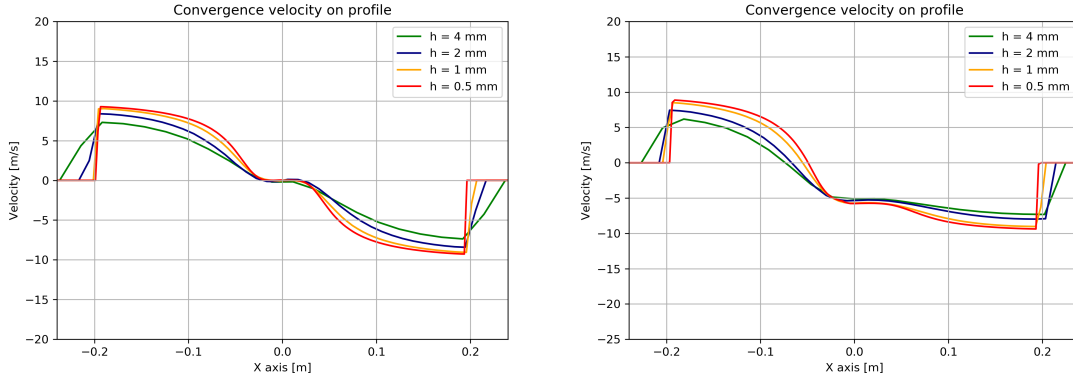 Convergence velocity on profile
20
15
10
5
0
−5
−10
−15
−20
Velocity [m/s]
−0.2
−0.1
0.0
0.1
0.2
X axis [m]
h = 4 mm
h = 2 mm
h = 1 mm
h = 0.5 mm
Convergence velocity on profile
20
15
10
5
0
−5
−10
−15
−20
−25
Velocity [m/s]
−0.2
−0.1
0.0
0.1
0.2
X axis [m]
h = 4 mm
h = 2 mm
h = 1 mm
h = 0.5 mm